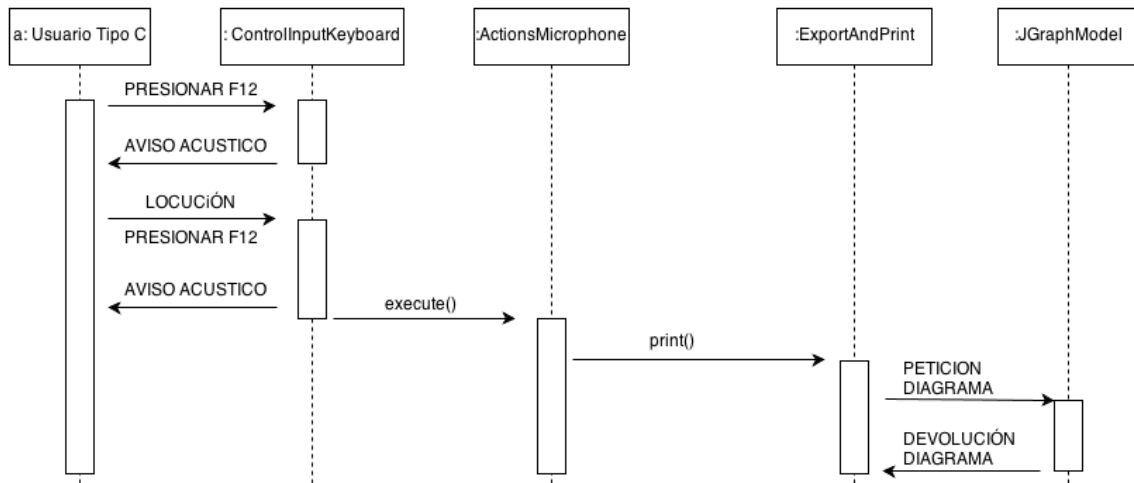 a: Usuario Tipo C
: ControlInputKeyboard
:ActionsMicrophone
:ExportAndPrint
:JGraphModel
PRESIONAR F12
AVISO ACUSTICO
LOCUCiÓN
PRESIONAR F12
AVISO ACUSTICO
execute()
print()
PETICION
DIAGRAMA
DEVOLUCIÓN
DIAGRAMA